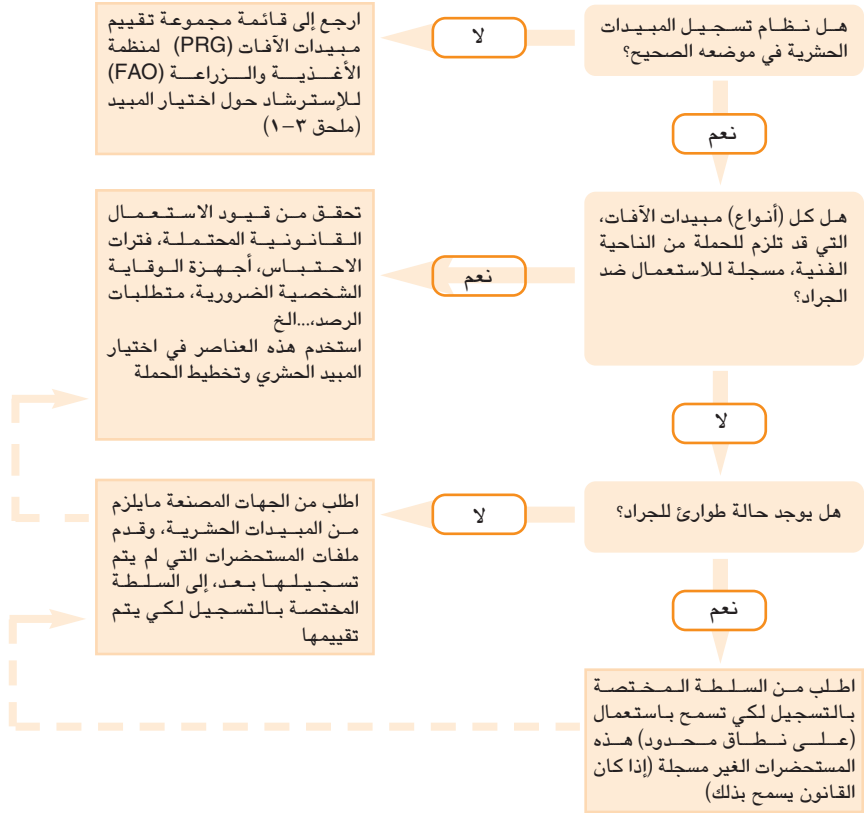 هل نظام تسجيل المبيدات
الحشرية في موضعه الصحيح؟
لا
ارجع إلى قائمة مجموعة تقييم
مبيدات الآفات (PRG) لمنظمة
الأغذية والزراعة (FAO)
للإسترشاد حول اختيار المبيد
(ملحق ٣-١)
نعم
هل كل (أنواع) مبيدات الآفات،
التي قد تلزم للحملة من الناحية
الفنية، مسجلة للاستعمال ضد
الجراد؟
نعم
تحقق من قيود الاستعمال
القانونية المحتملة، فترات
الاحتباس، أجهزة الوقاية
الشخصية الضرورية، متطلبات
الرصد،...الخ
استخدم هذه العناصر في اختيار
المبيد الحشري وتخطيط الحملة
لا
هل يوجد حالة طوارئ للجراد؟
لا
اطلب من الجهات المصنعة مايلزم
من المبيدات الحشرية، وقدم
ملفات المستحضرات التي لم يتم
تسجيلها بعد، إلى السلطة
المختصة بالتسجيل لكي يتم
تقييمها
نعم
اطلب من السلطة المختصة
بالتسجيل لكي تسمح باستعمال
(على نطاق محدود) هذه
المستحضرات الغير مسجلة (إذا كان
القانون يسمح بذلك)